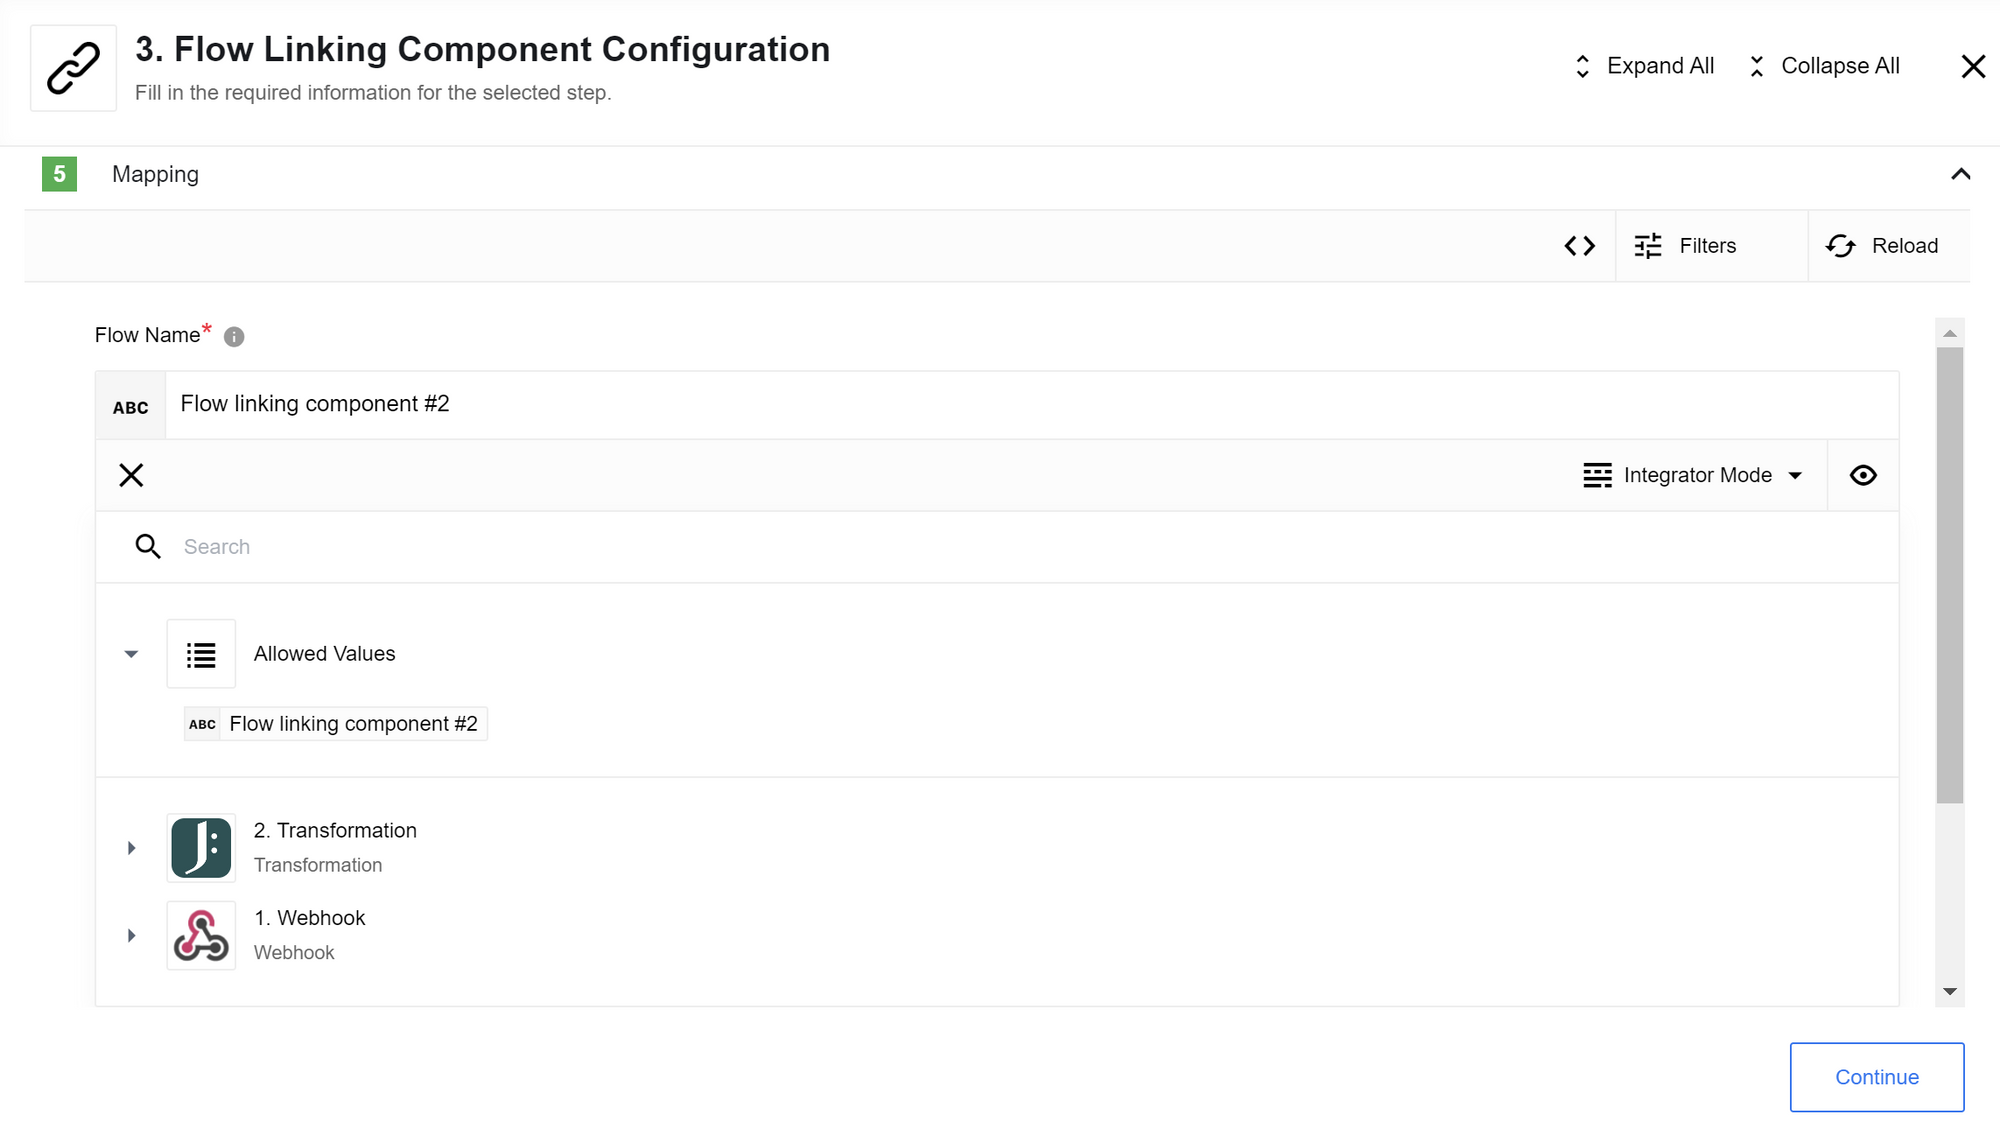 3. Flow Linking Component Configuration
Fill in the required information for the selected step.
Expand All
Collapse All
5
Mapping
Filters
Reload
Flow Name*
ABC
Flow linking component #2
Integrator Mode
Search
Allowed Values
ABC
Flow linking component #2
2. Transformation
Transformation
1. Webhook
Webhook
Continue